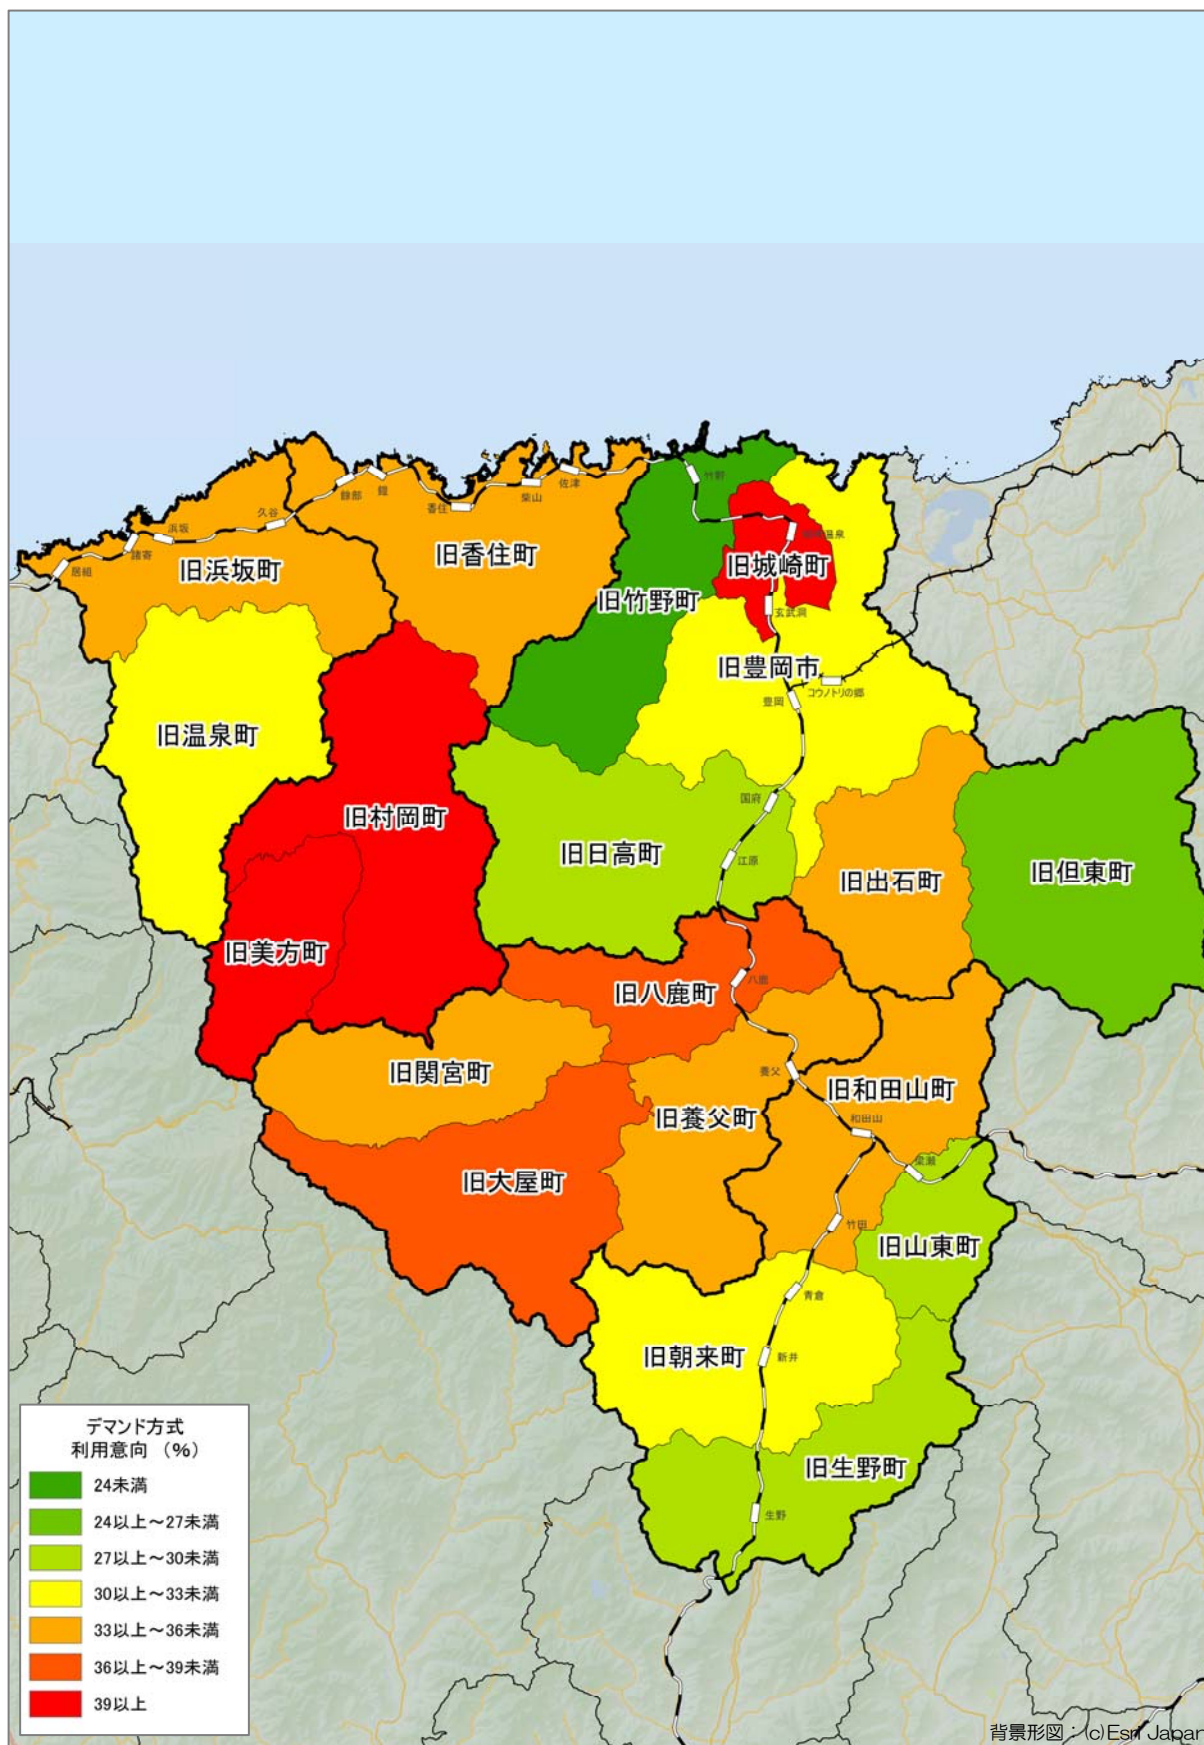 竹野
佐津
柴山
鎧
餘部
香住
久谷
浜坂
諸寄
居組
温泉
旧香住町
旧浜坂町
旧城崎町
旧竹野町
玄武洞
旧豊岡市
コウノトリの郷
豊岡
旧温泉町
国府
旧村岡町
旧日高町
江原
旧出石町
旧但東町
旧美方町
旧八鹿町
八鹿
旧関宮町
養父
旧和田山町
旧養父町
和田山
梁瀬
旧大屋町
竹田
旧山東町
青倉
旧朝来町
新井
旧生野町
生野
デマンド方式
利用意向 （%）
24未満
24以上～27未満
27以上～30未満
30以上～33未満
33以上～36未満
36以上～39未満
39以上
背景形図：(c)Esri Japan